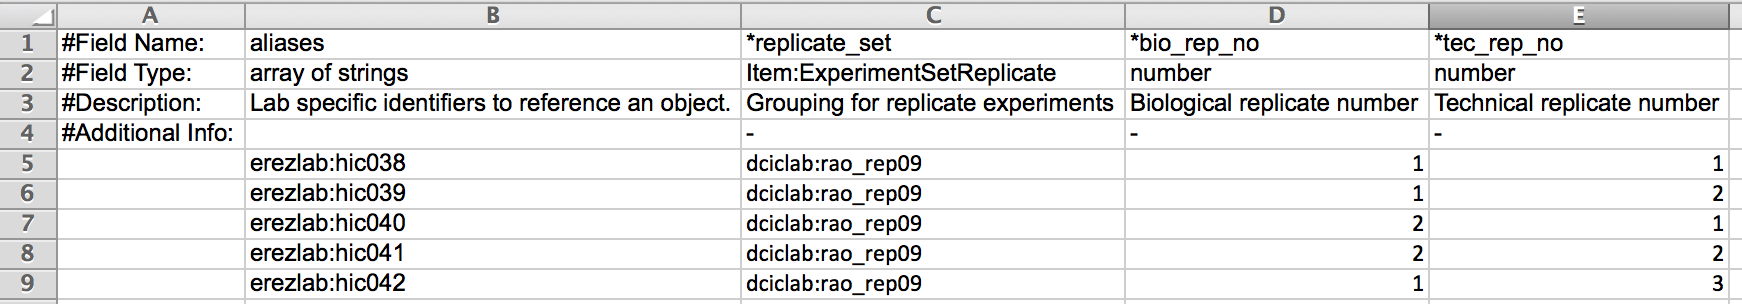 A B C D E
1 #Field Name: aliases *replicate_set *bio_rep_no *tec_rep_no
2 #Field Type: array of strings Item:ExperimentSetReplicate number number
3 #Description: Lab specific identifiers to reference an object. Grouping for replicate experiments Biological replicate number Technical replicate number
4 #Additional Info: - - -
5 erezlab:hic038 dciclab:rao_rep09 1 1
6 erezlab:hic039 dciclab:rao_rep09 1 2
7 erezlab:hic040 dciclab:rao_rep09 2 1
8 erezlab:hic041 dciclab:rao_rep09 2 2
9 erezlab:hic042 dciclab:rao_rep09 1 3